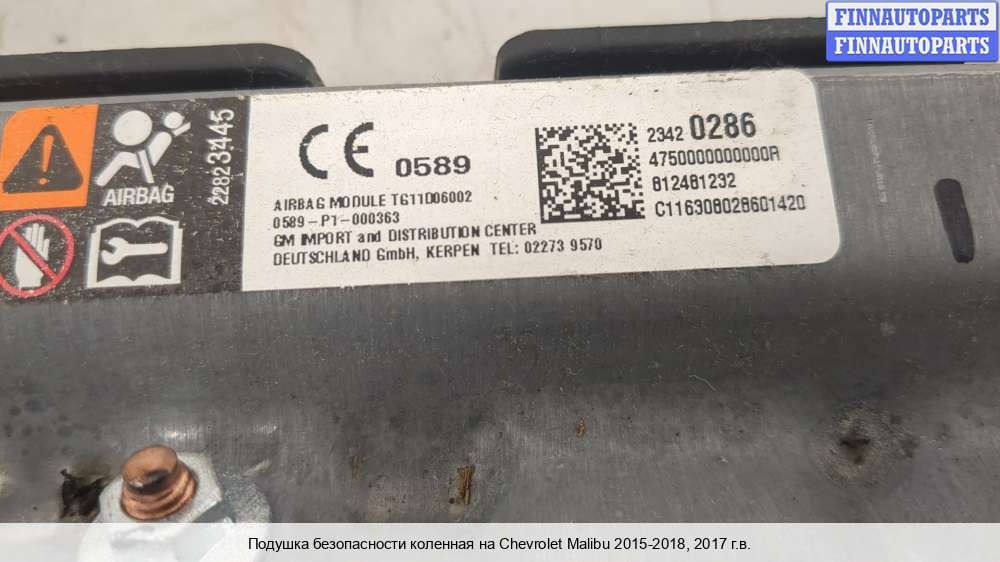 FINNAUTOPARTS
FINNAUTOPARTS
AIRBAG
22823445
CE 0589
AIRBAG MODULE TG11D06002
0589-P1-000363
GM IMPORT and DISTRIBUTION CENTER
DEUTSCHLAND GmbH, KERPEN TEL: 02273 9570
2342 0286
4750000000000R
812481232
C116308028601420
Подушка безопасности коленная на Chevrolet Malibu 2015-2018, 2017 г.в.